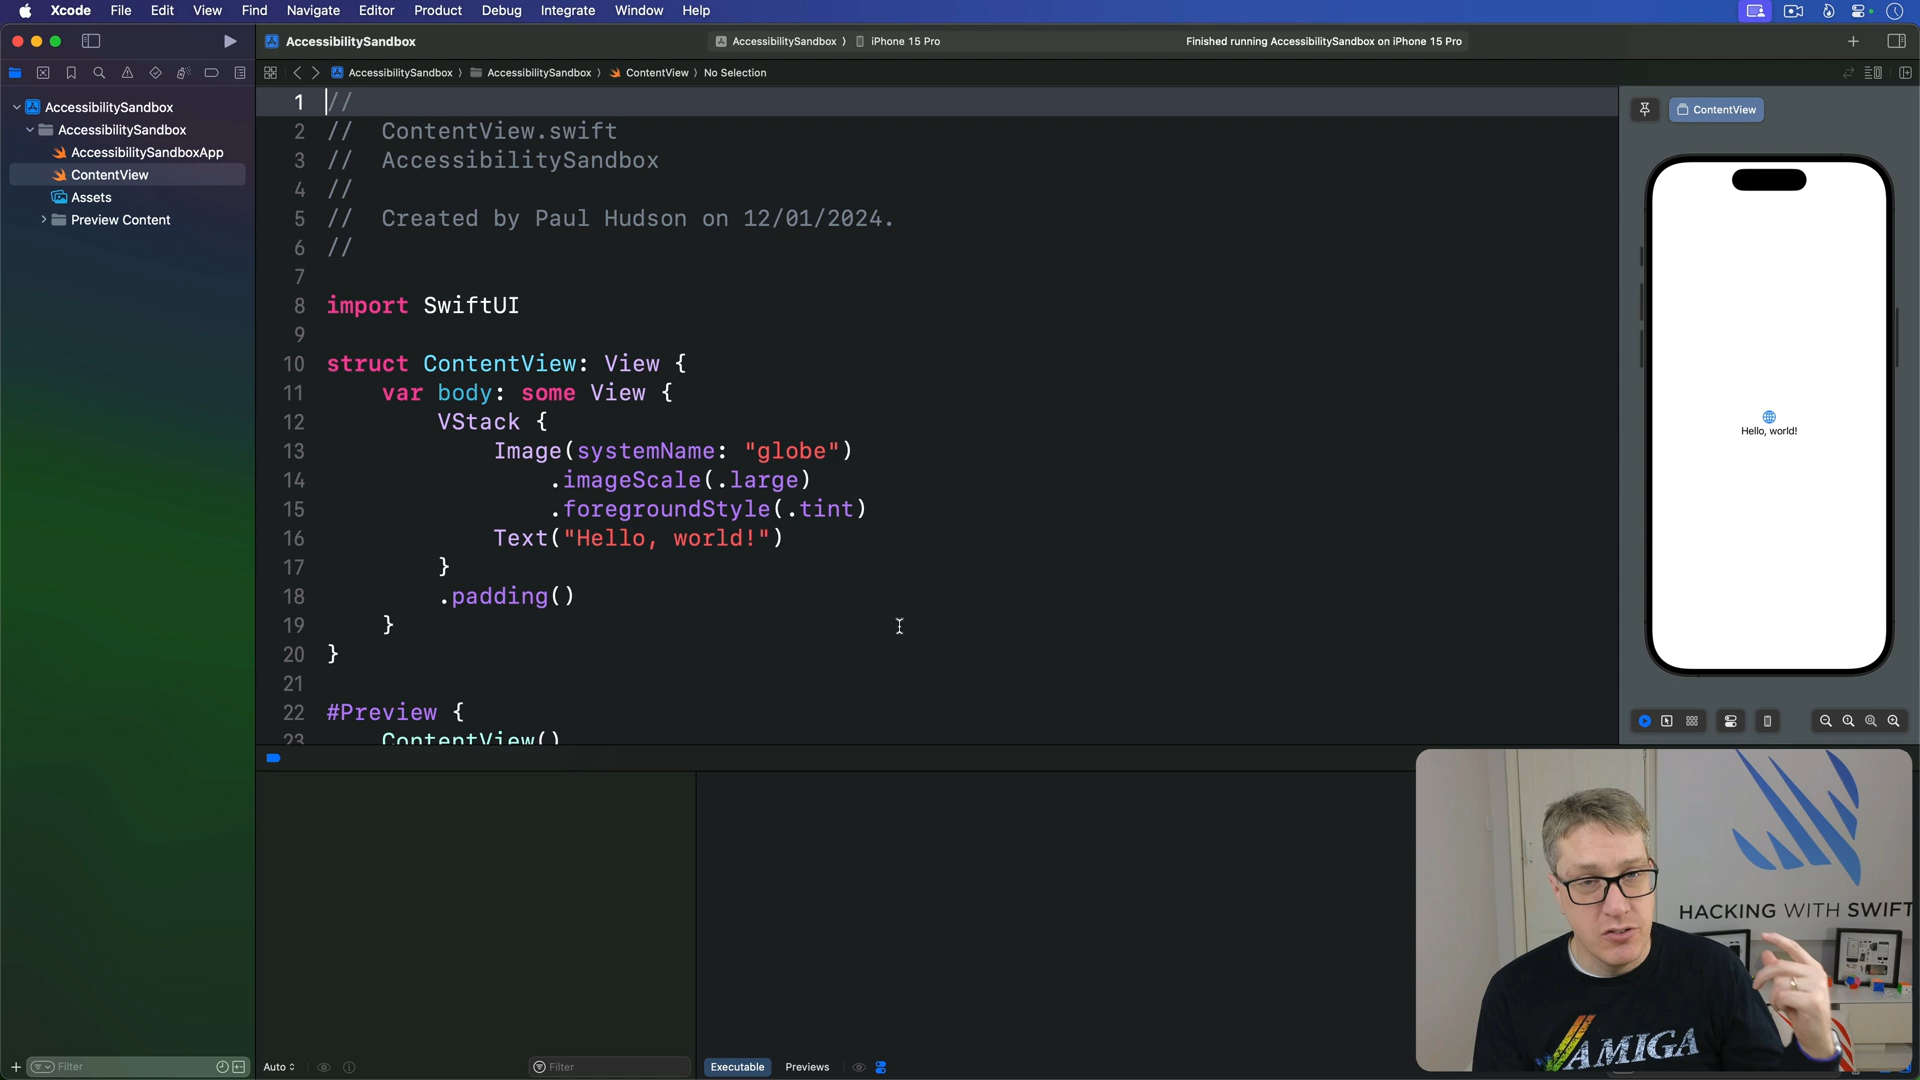 Xcode File Edit View Find Navigate Editor Product Debug Integrate Window Help
AccessibilitySandbox
AccessibilitySandbox 〉 iPhone 15 Pro
Finished running AccessibilitySandbox on iPhone 15 Pro
AccessibilitySandbox 〉 AccessibilitySandbox 〉 ContentView 〉 No Selection
AccessibilitySandbox
AccessibilitySandbox
AccessibilitySandboxApp
ContentView
Assets
Preview Content
1 //
2 //  ContentView.swift
3 //  AccessibilitySandbox
4 //
5 //  Created by Paul Hudson on 12/01/2024.
6 //
7
8 import SwiftUI
9
10 struct ContentView: View {
11     var body: some View {
12         VStack {
13             Image(systemName: "globe")
14                 .imageScale(.large)
15                 .foregroundStyle(.tint)
16             Text("Hello, world!")
17         }
18         .padding()
19     }
20 }
21
22 #Preview {
23     ContentView()
ContentView
Hello, world!
HACKING WITH SWIFT
AMIGA
Filter
Auto
Filter
Executable
Previews